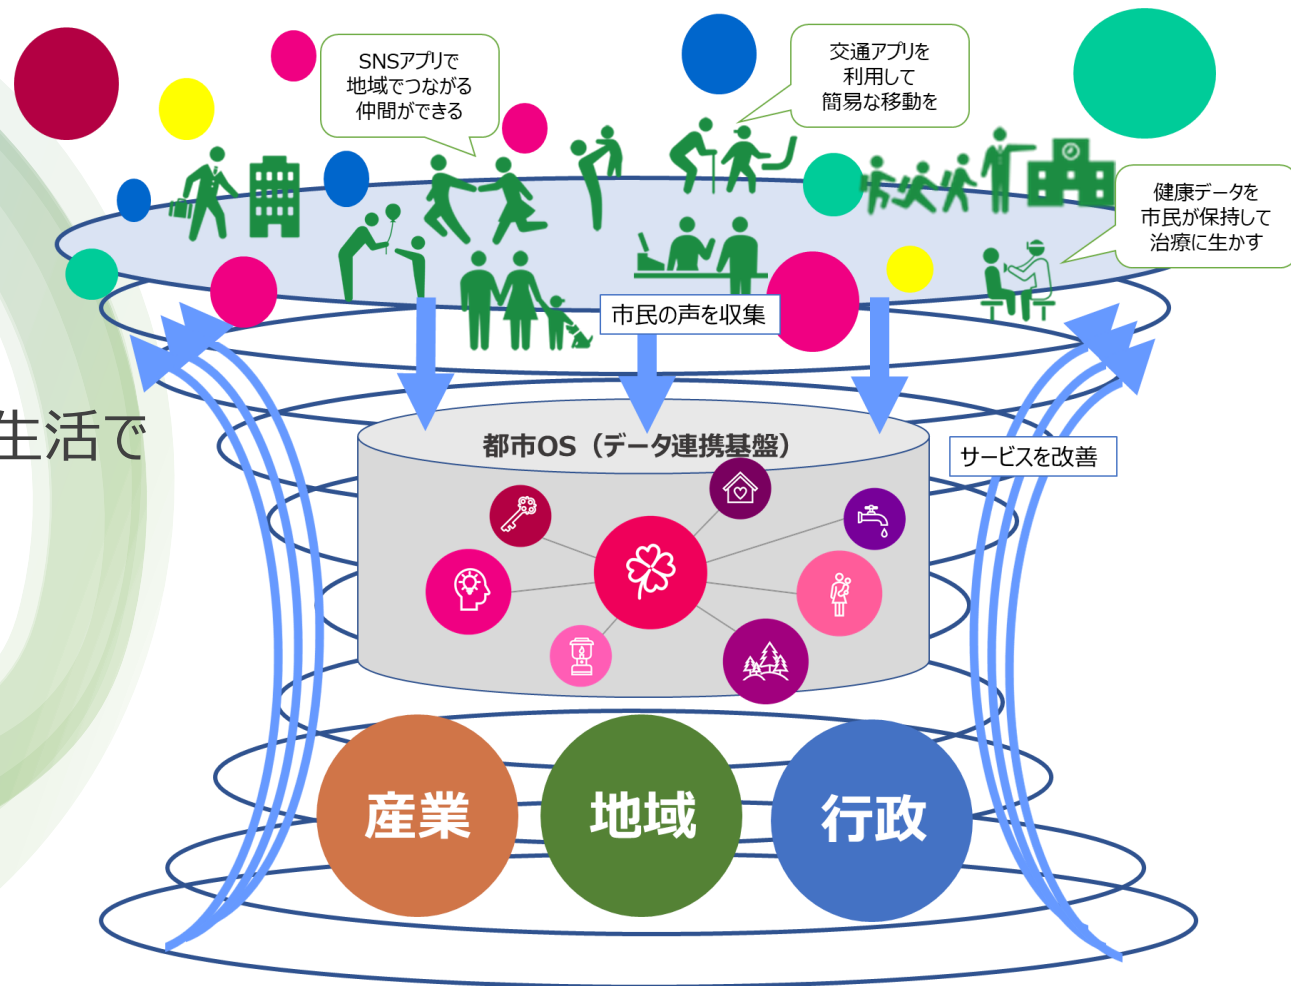 SNSアプリで
地域でつながる
仲間ができる
交通アプリを
利用して
簡易な移動を
健康データを
市民が保持して
治療に生かす
市民の声を収集
生活で
都市OS（データ連携基盤）
サービスを改善
産業
地域
行政